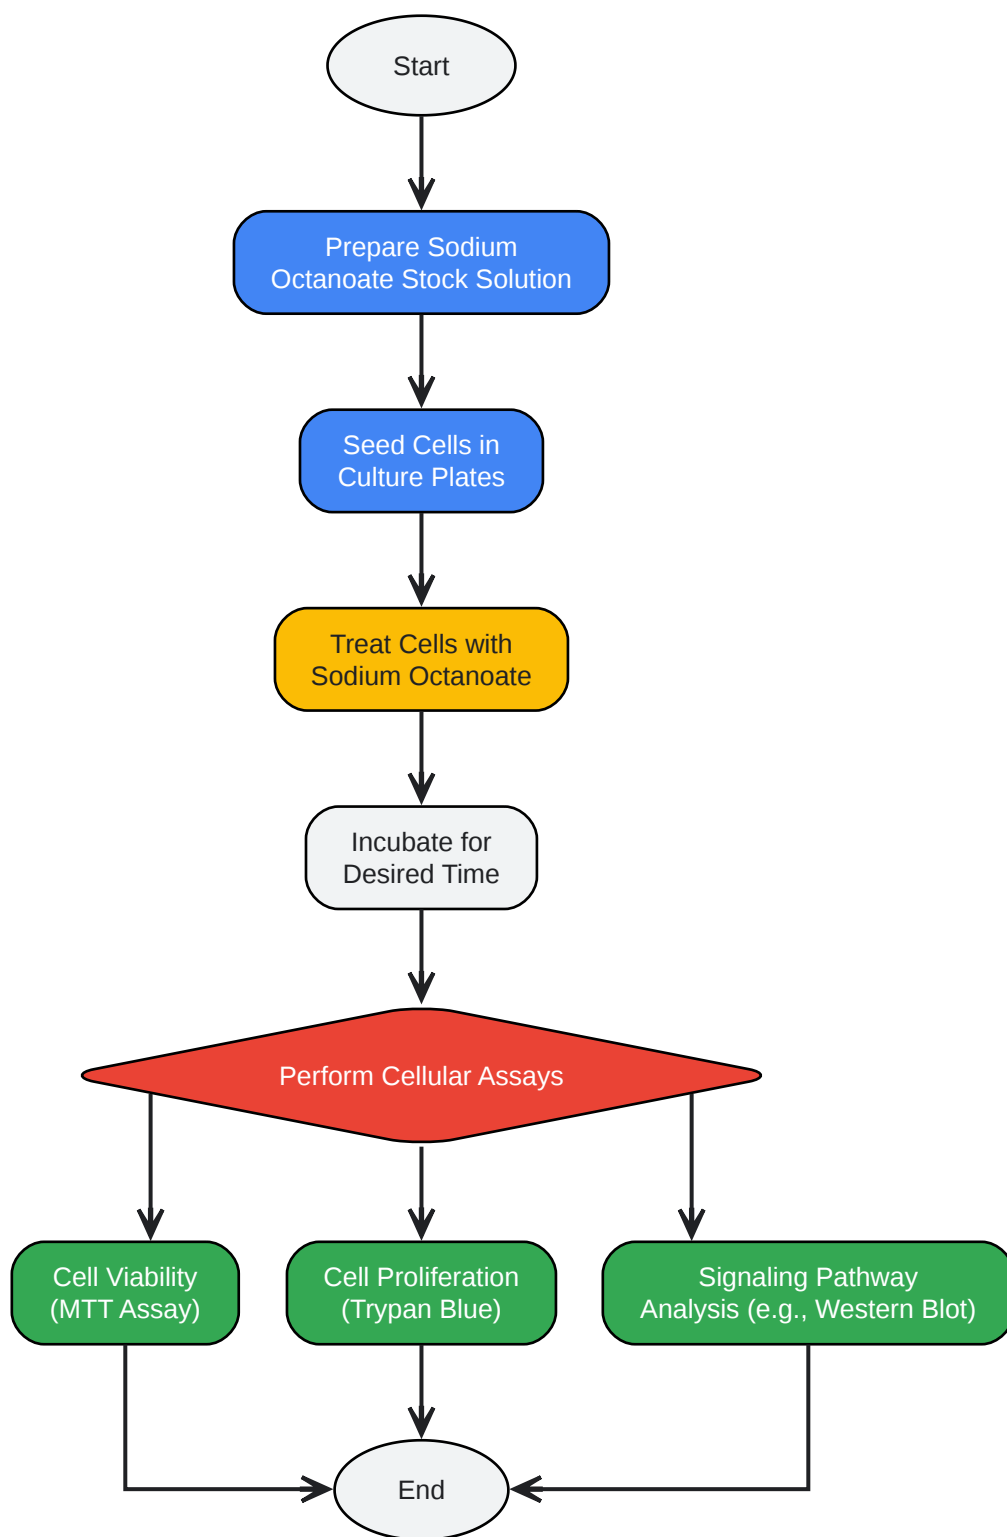 Start
Prepare Sodium
Octanoate Stock Solution
Seed Cells in
Culture Plates
Treat Cells with
Sodium Octanoate
Incubate for
Desired Time
Perform Cellular Assays
Cell Viability
(MTT Assay)
Cell Proliferation
(Trypan Blue)
Signaling Pathway
Analysis (e.g., Western Blot)
End